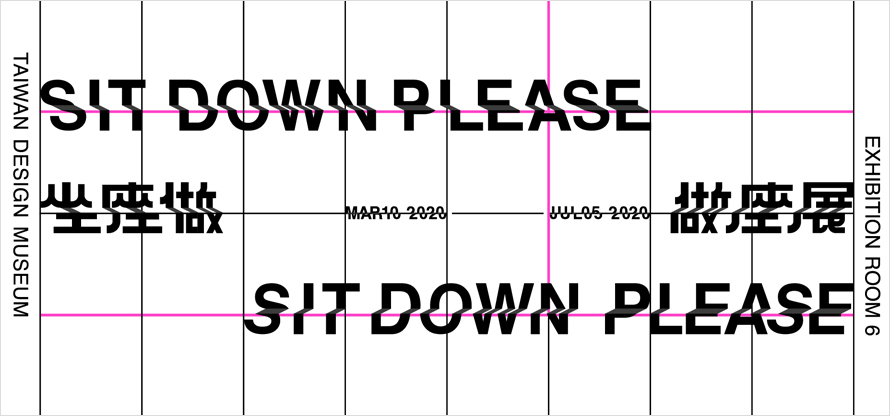 TAIWAN DESIGN MUSEUM
SIT DOWN PLEASE
坐座做
MAR10 2020
JUL05 2020
做座展
SIT DOWN PLEASE
EXHIBITION ROOM 6